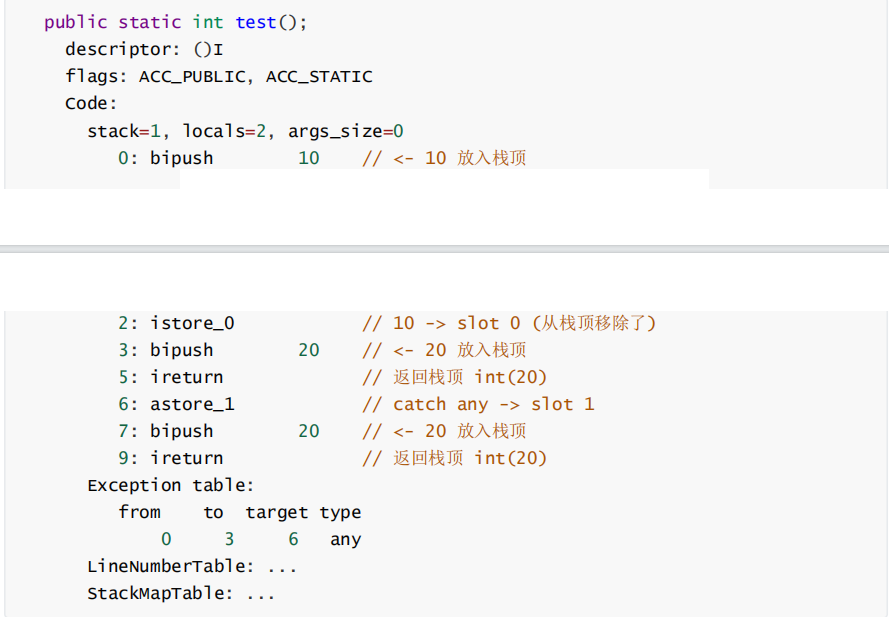 public static int test();
descriptor: ()I
flags: ACC_PUBLIC, ACC_STATIC
Code:
stack=1, locals=2, args_size=0
0: bipush 10 // <- 10 放入栈顶
2: istore_0 // 10 -> slot 0 (从栈顶移除了)
3: bipush 20 // <- 20 放入栈顶
5: ireturn // 返回栈顶 int(20)
6: astore_1 // catch any -> slot 1
7: bipush 20 // <- 20 放入栈顶
9: ireturn // 返回栈顶 int(20)
Exception table:
from to target type
0 3 6 any
LineNumberTable: ...
StackMapTable: ...